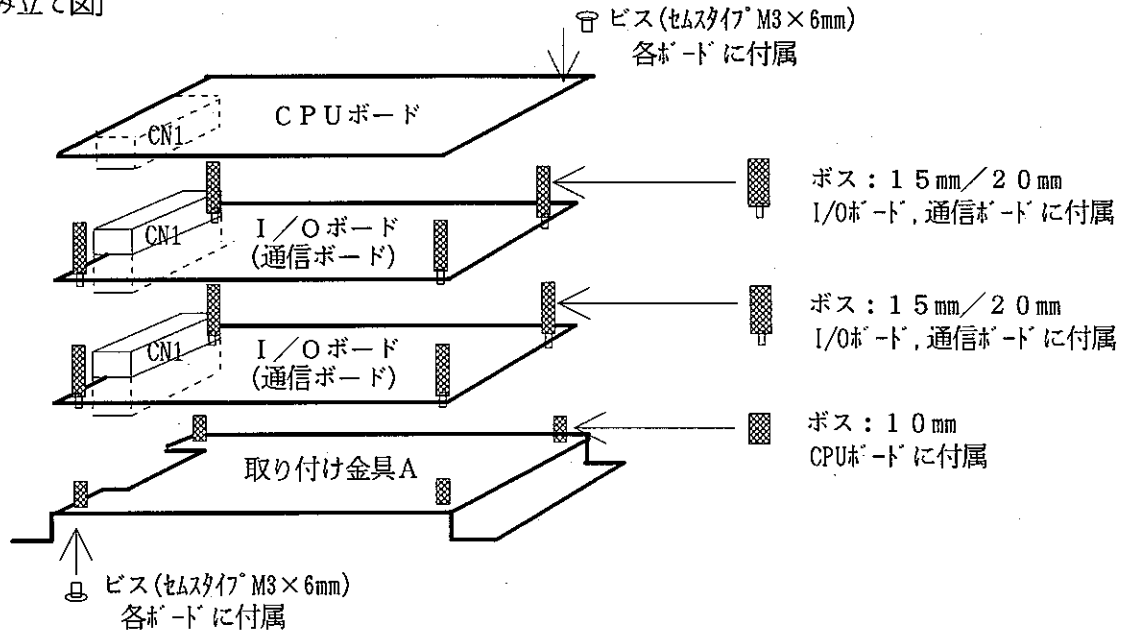 み立て図]
ビス(ｾﾑｽﾀｲﾌﾟ M3×6mm)
各ﾎﾞｰﾄﾞに付属
CPUボード
CN1
ボス：15mm／20mm
I/Oﾎﾞｰﾄﾞ,通信ﾎﾞｰﾄﾞに付属
CN1
I／Oボード
(通信ボード)
ボス：15mm／20mm
I/Oﾎﾞｰﾄﾞ,通信ﾎﾞｰﾄﾞに付属
CN1
I／Oボード
(通信ボード)
ボス：10mm
CPUﾎﾞｰﾄﾞに付属
取り付け金具A
ビス(ｾﾑｽﾀｲﾌﾟ M3×6mm)
各ﾎﾞｰﾄﾞに付属